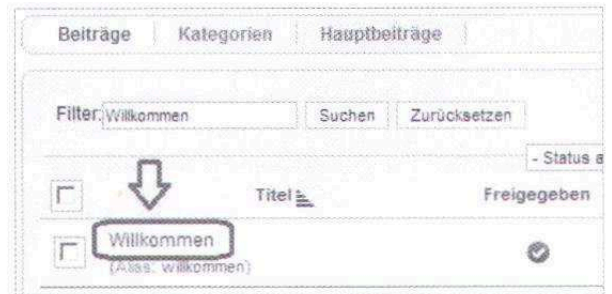 Beiträge Kategorien Hauptbeiträge
Filter: Willkommen Suchen Zurücksetzen
- Status a
Titel Freigegeben
Willkommen
(Alias: willkommen)